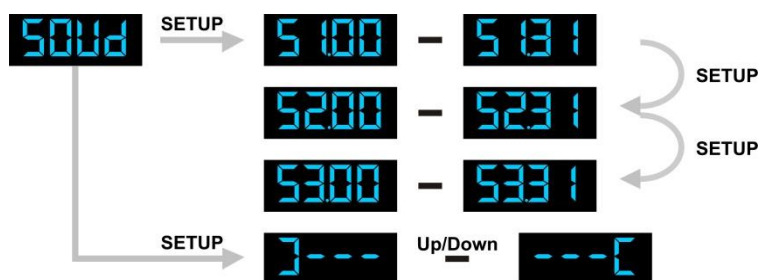 SOUd SETUP S1.00 - S1.31
SETUP
S2.00 - S2.31
SETUP
S3.00 - S3.31
SETUP ]--- Up/Down - ---[